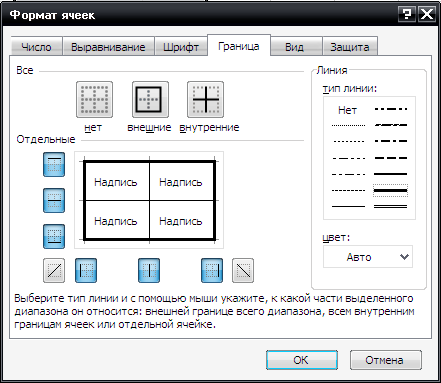 Формат ячеек
Число Выравнивание Шрифт Граница Вид Защита
Все
нет внешние внутренние
Отдельные
Надпись Надпись
Надпись Надпись
Линия
тип линии:
Нет
цвет:
Авто
Выберите тип линии и с помощью мыши укажите, к какой части выделенного
диапазона он относится: внешней границе всего диапазона, всем внутренним
границам ячеек или отдельной ячейке.
ОК Отмена